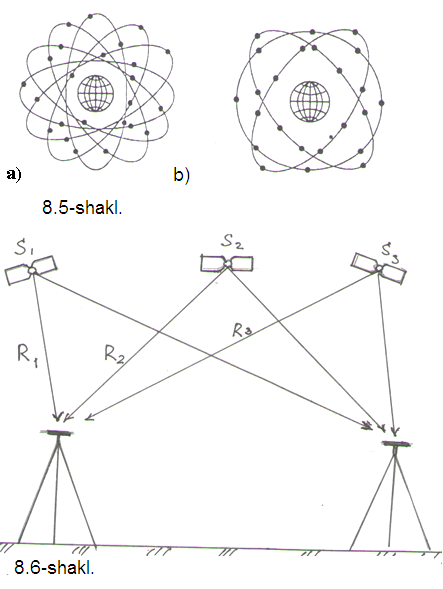 a) b)
8.5-shakl.
S1 S2 S3
R1 R2 R3
8.6-shakl.